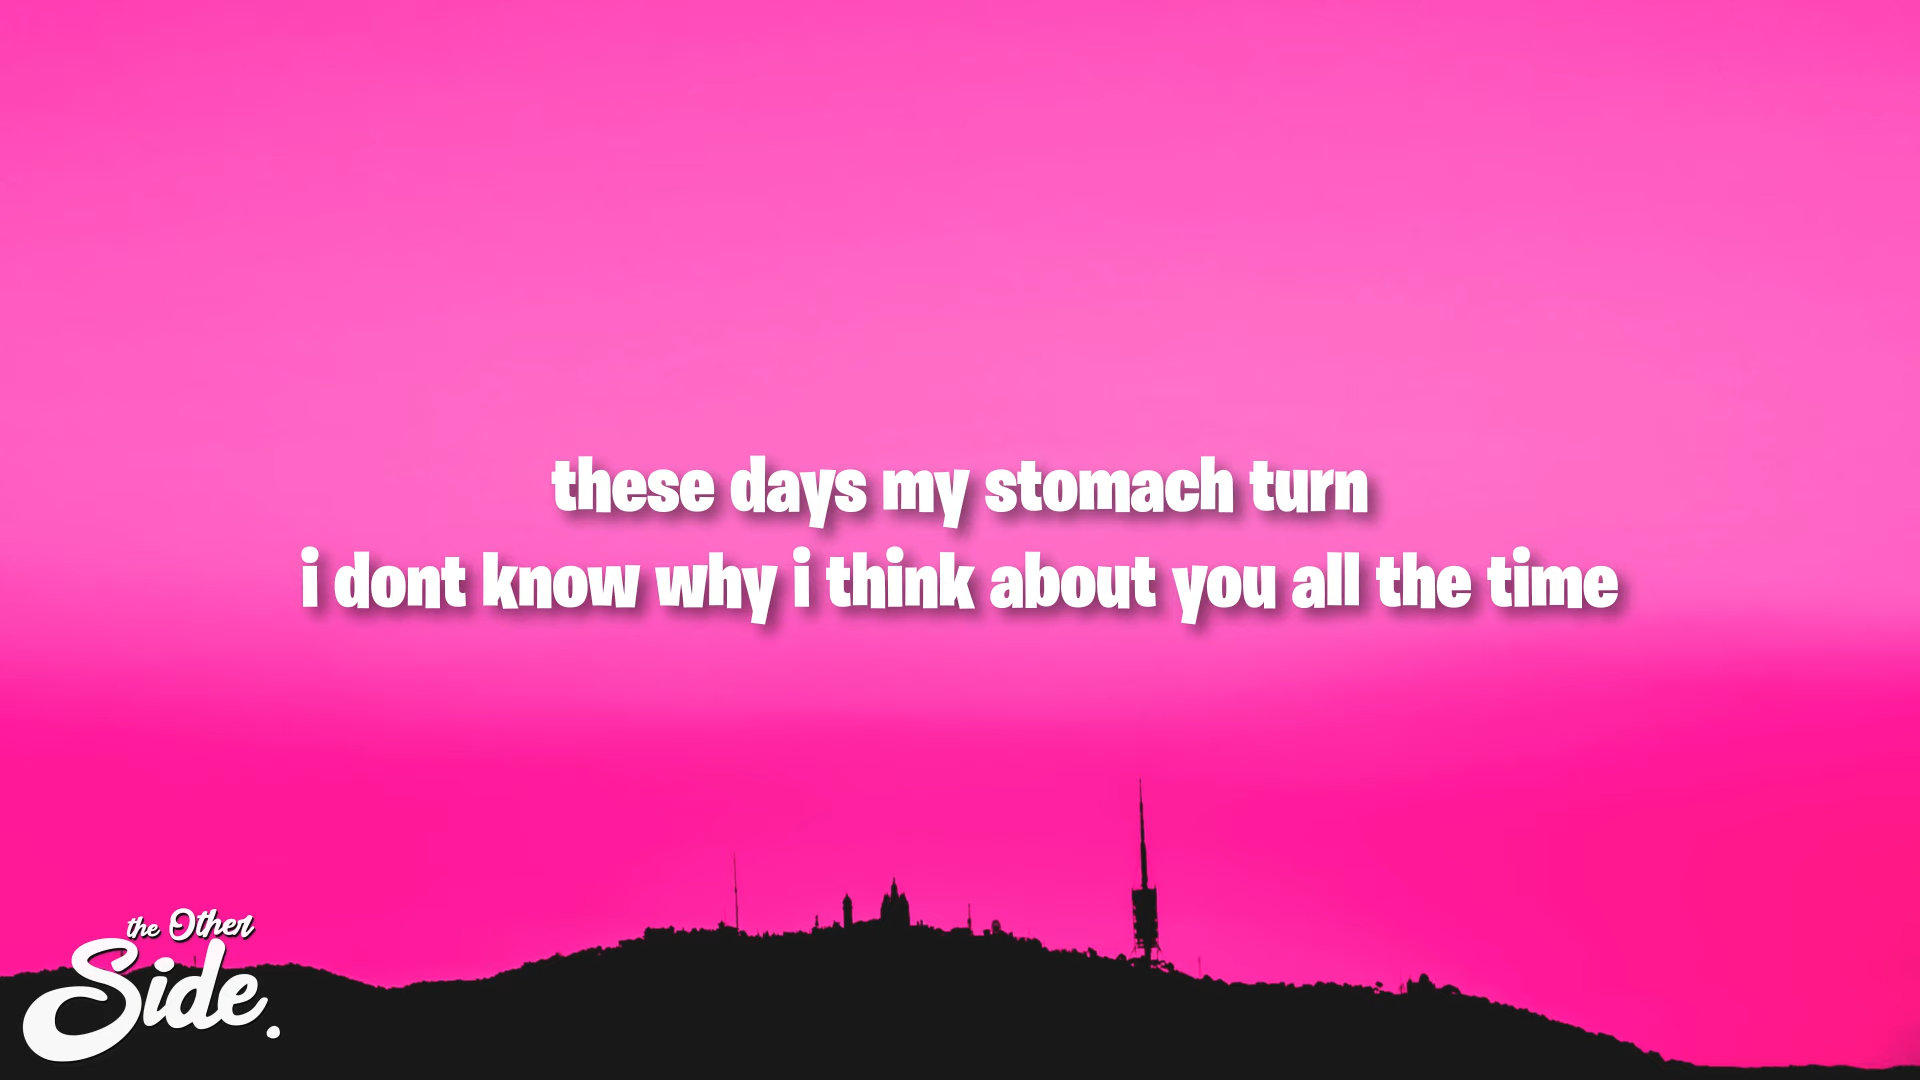 these days my stomach turn
i dont know why i think about you all the time
the Other
Side.